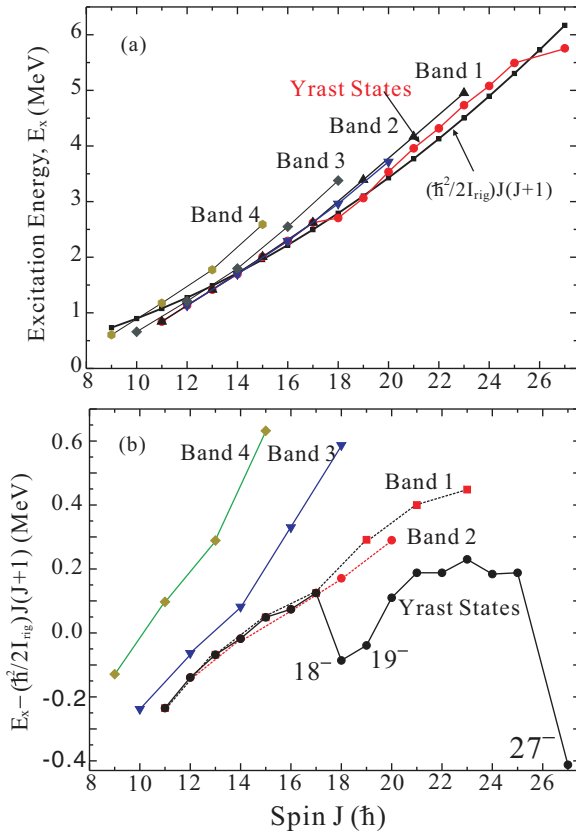 6
5
4
3
2
1
0
Excitation Energy, Eₓ (MeV)
(a)
Band 1
Yrast States
Band 2
Band 3
(ħ²/2I_rig)J(J+1)
Band 4
8 10 12 14 16 18 20 22 24 26
(b)
0.6
0.4
0.2
0.0
-0.2
-0.4
Eₓ−(ħ²/2I_rig)J(J+1) (MeV)
Band 4
Band 3
Band 1
Band 2
Yrast States
18⁻
19⁻
27⁻
8 10 12 14 16 18 20 22 24 26
Spin J (ħ)